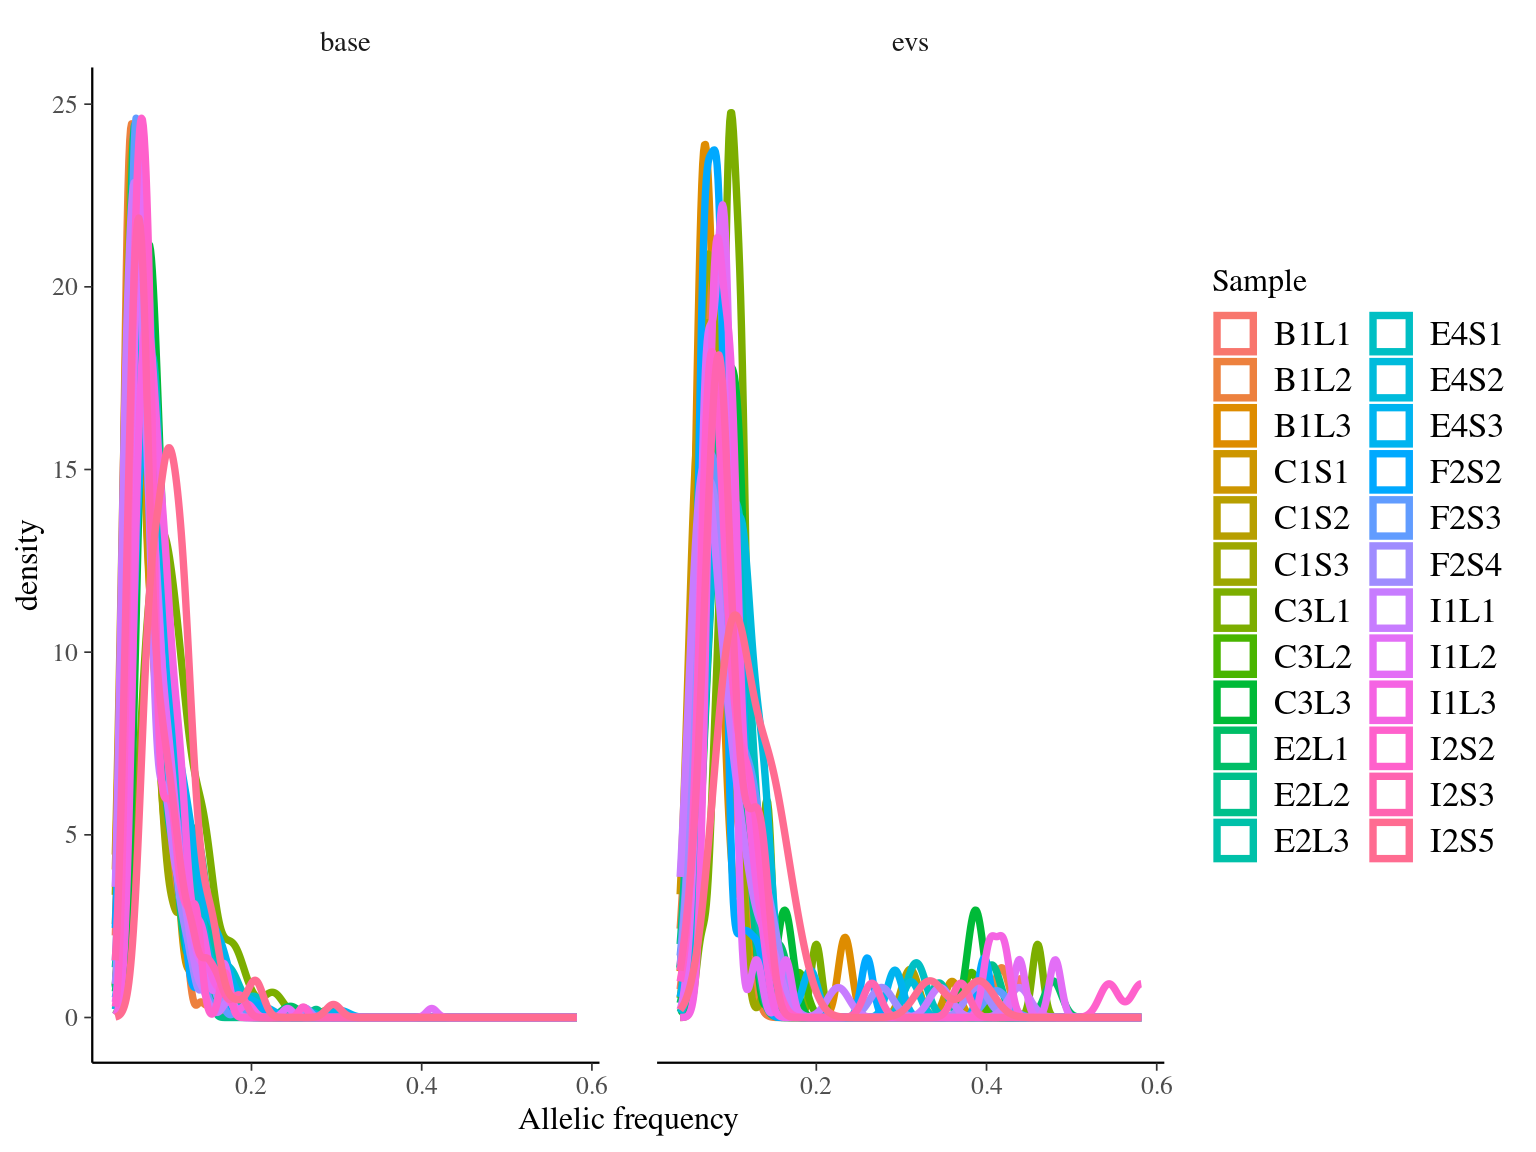 base evs
25
20
15
10
5
0
density
0.2 0.4 0.6 0.2 0.4 0.6
Allelic frequency
Sample
B1L1 E4S1
B1L2 E4S2
B1L3 E4S3
C1S1 F2S2
C1S2 F2S3
C1S3 F2S4
C3L1 I1L1
C3L2 I1L2
C3L3 I1L3
E2L1 I2S2
E2L2 I2S3
E2L3 I2S5